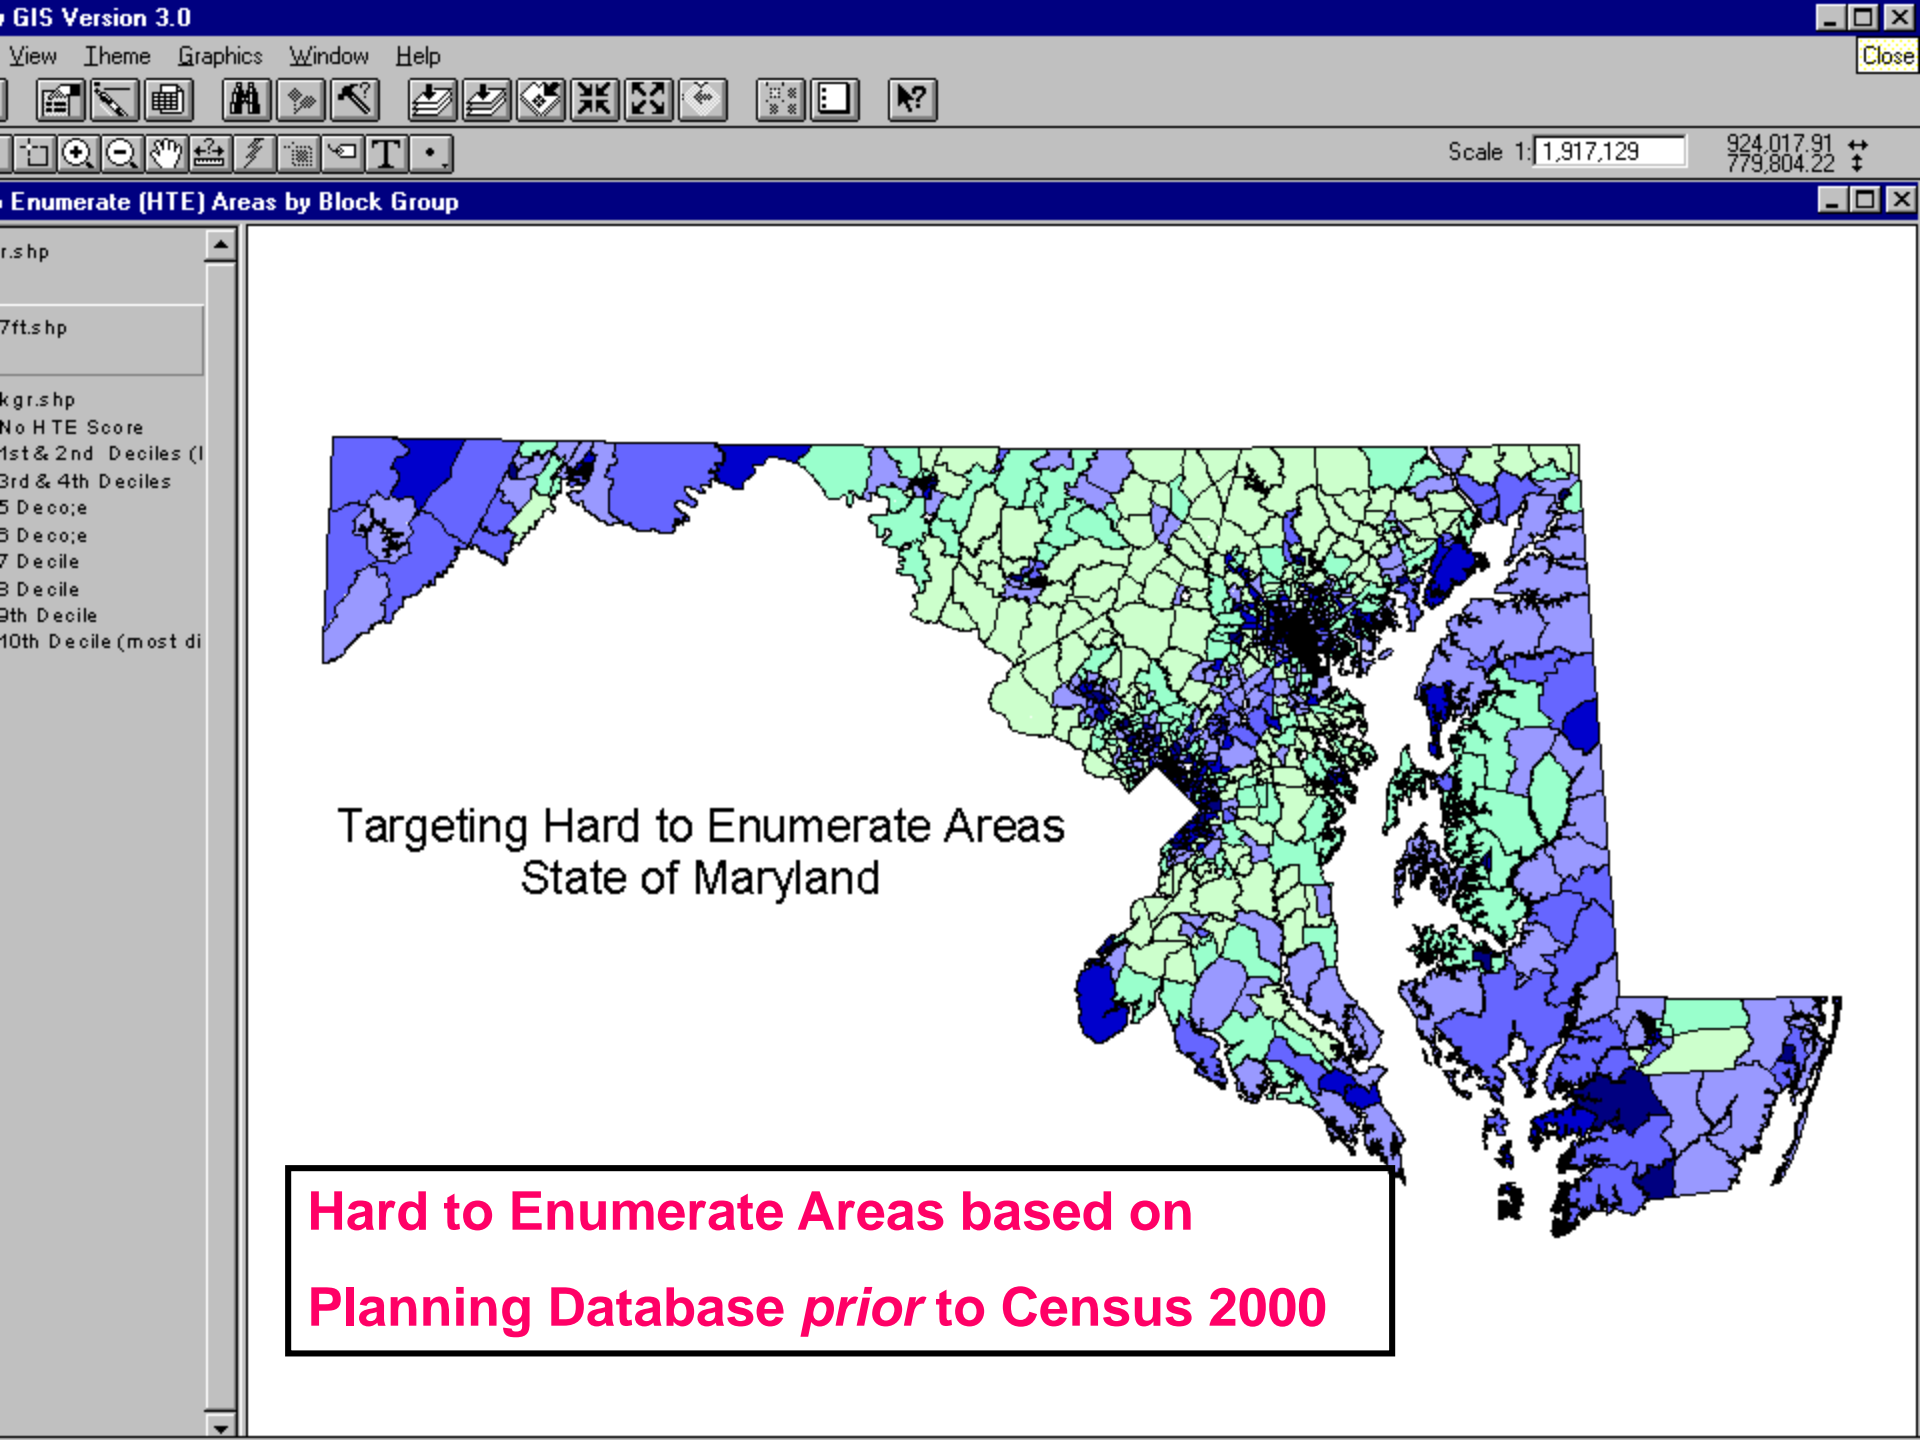 GIS Version 3.0
View Theme Graphics Window Help
Close
T
Scale 1: 1,917,129
924,017.91
779,804.22
Enumerate (HTE) Areas by Block Group
r.shp
7ft.shp
kgr.shp
No HTE Score
1st & 2nd Deciles (l
3rd & 4th Deciles
5 Deco;e
6 Deco;e
7 Decile
8 Decile
9th Decile
10th Decile (most di
Targeting Hard to Enumerate Areas
State of Maryland
Hard to Enumerate Areas based on
Planning Database prior to Census 2000